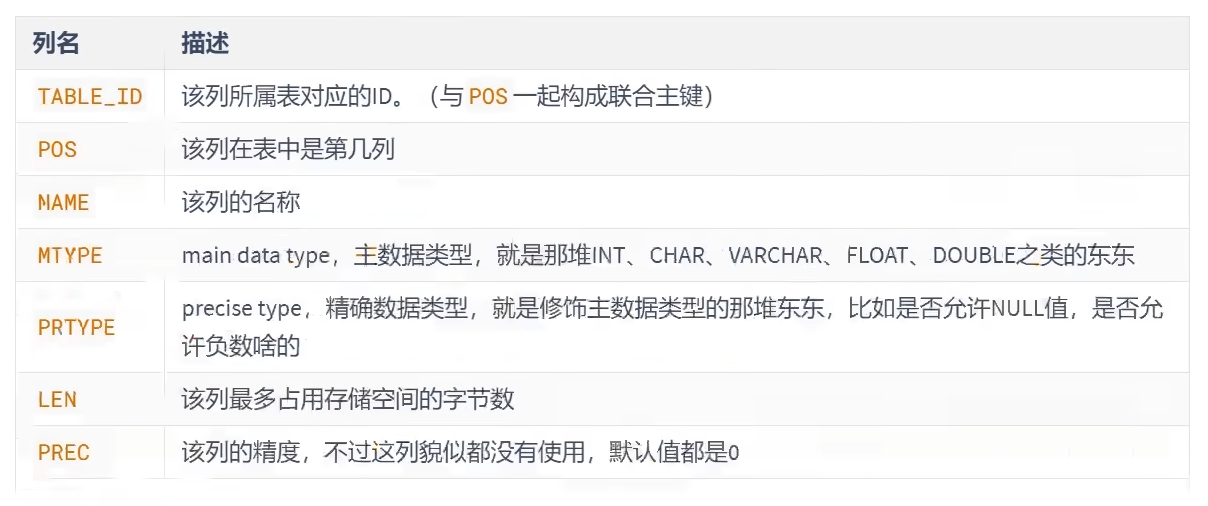 列名 描述
TABLE_ID 该列所属表对应的ID。（与 POS 一起构成联合主键）
POS 该列在表中是第几列
NAME 该列的名称
MTYPE main data type，主数据类型，就是那堆INT、CHAR、VARCHAR、FLOAT、DOUBLE之类的东东
PRTYPE precise type，精确数据类型，就是修饰主数据类型的那堆东东，比如是否允许NULL值，是否允
许负数啥的
LEN 该列最多占用存储空间的字节数
PREC 该列的精度，不过这列貌似都没有使用，默认值都是0